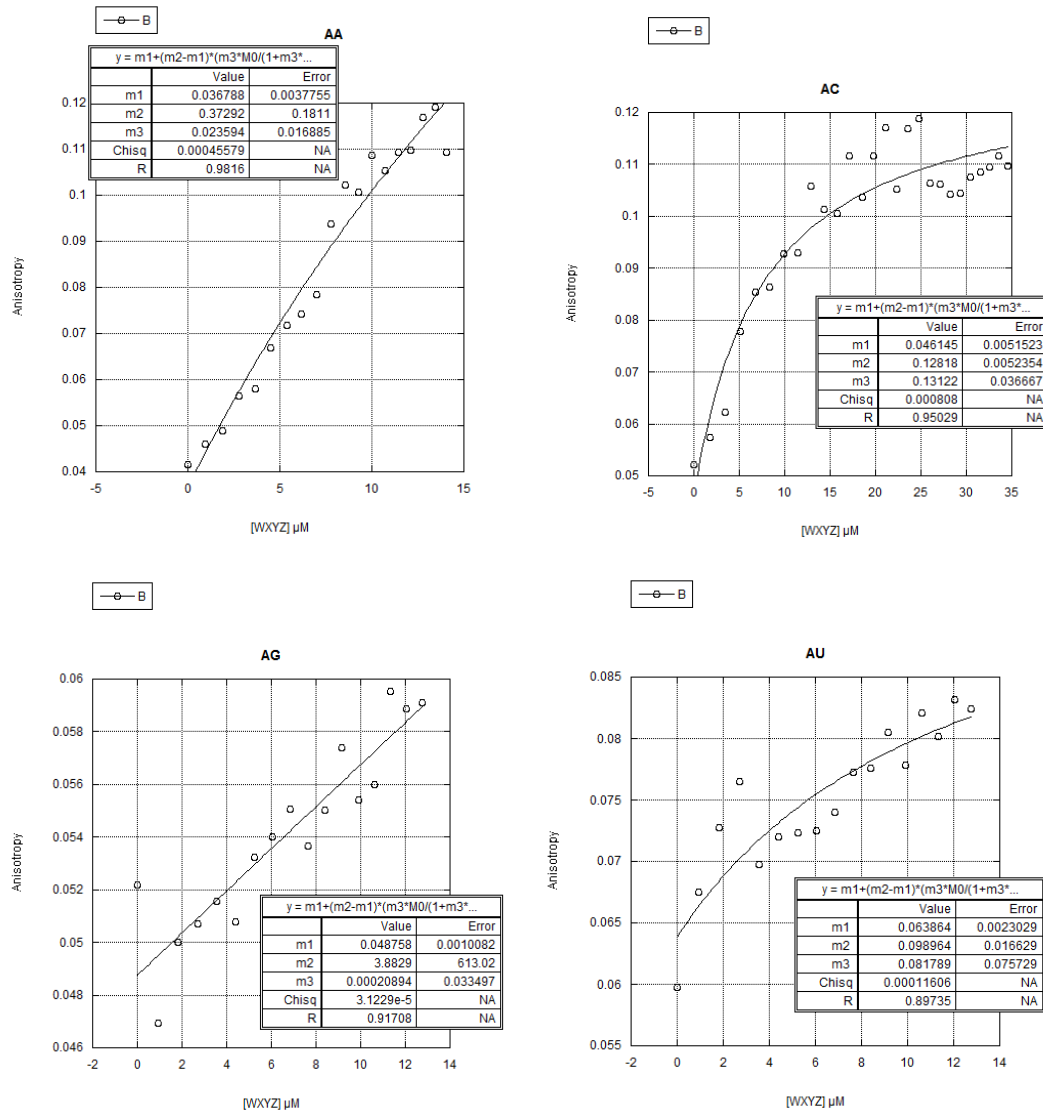 B
AA
y = m1+(m2-m1)*(m3*M0/(1+m3*...
Value Error
m1 0.036788 0.0037755
m2 0.37292 0.1811
m3 0.023594 0.016885
Chisq 0.00045579 NA
R 0.9816 NA
0.12
0.11
0.1
0.09
0.08
0.07
0.06
0.05
0.04
Anisotropy
-5 0 5 10 15
[WXYZ] µM
B
AC
0.12
0.11
0.1
0.09
0.08
0.07
0.06
0.05
Anisotropy
y = m1+(m2-m1)*(m3*M0/(1+m3*...
Value Error
m1 0.046145 0.0051523
m2 0.12818 0.0052354
m3 0.13122 0.036667
Chisq 0.000808 NA
R 0.95029 NA
-5 0 5 10 15 20 25 30 35
[WXYZ] µM
B
AG
0.06
0.058
0.056
0.054
0.052
0.05
0.048
0.046
Anisotropy
y = m1+(m2-m1)*(m3*M0/(1+m3*...
Value Error
m1 0.048758 0.0010082
m2 3.8829 613.02
m3 0.00020894 0.033497
Chisq 3.1229e-5 NA
R 0.91708 NA
-2 0 2 4 6 8 10 12 14
[WXYZ] µM
B
AU
0.085
0.08
0.075
0.07
0.065
0.06
0.055
Anisotropy
y = m1+(m2-m1)*(m3*M0/(1+m3*...
Value Error
m1 0.063864 0.0023029
m2 0.098964 0.016629
m3 0.081789 0.075729
Chisq 0.00011606 NA
R 0.89735 NA
-2 0 2 4 6 8 10 12 14
[WXYZ] µM